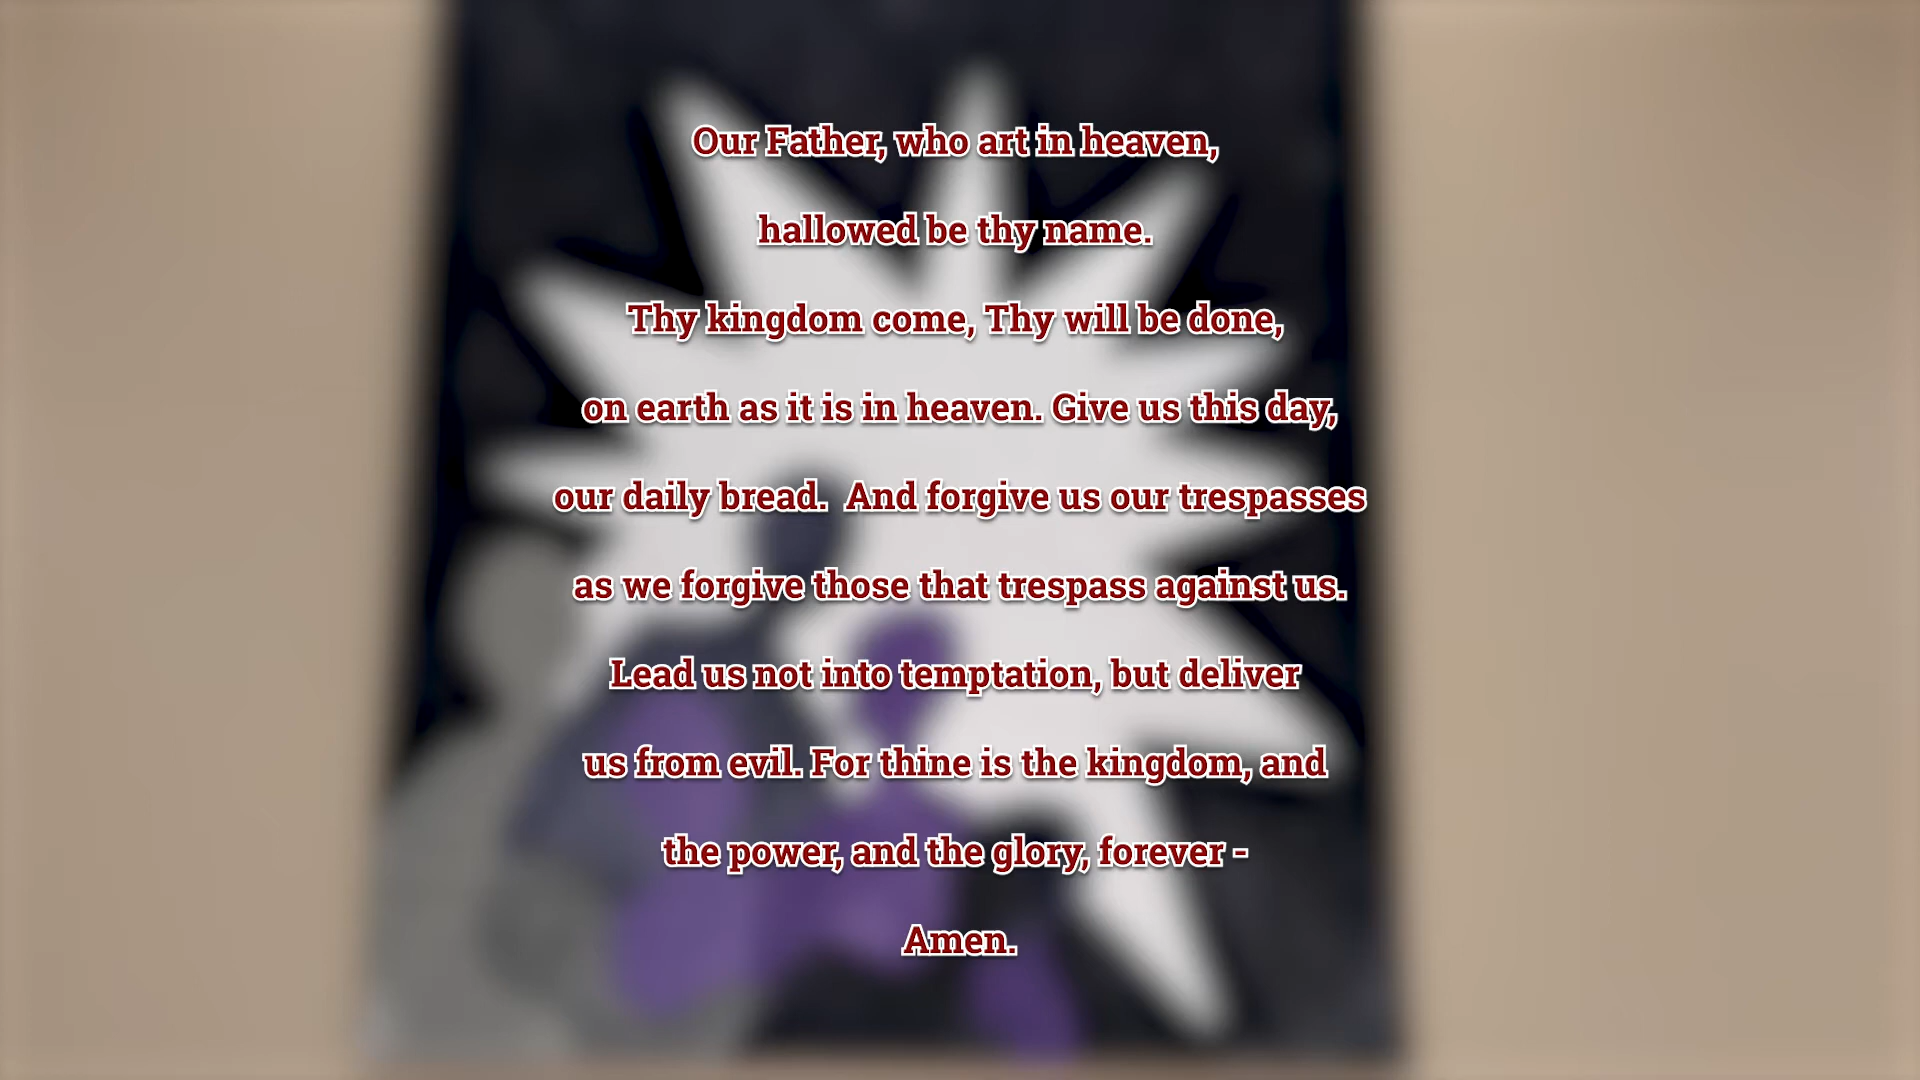 Our Father, who art in heaven,
hallowed be thy name.
Thy kingdom come, Thy will be done,
on earth as it is in heaven. Give us this day,
our daily bread.  And forgive us our trespasses
as we forgive those that trespass against us.
Lead us not into temptation, but deliver
us from evil. For thine is the kingdom, and
the power, and the glory, forever -
Amen.